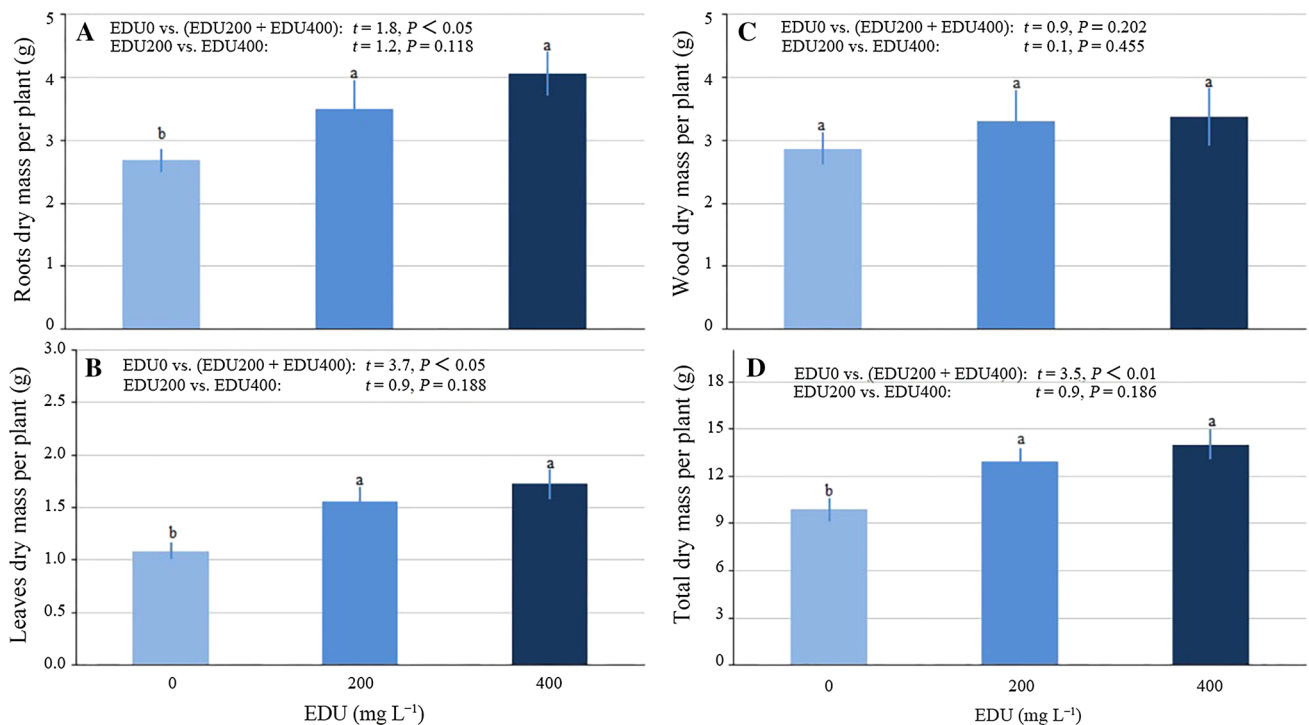 A
EDU0 vs. (EDU200 + EDU400): t = 1.8, P < 0.05
EDU200 vs. EDU400: t = 1.2, P = 0.118
Roots dry mass per plant (g)
5
4
3
2
1
0
b
a
a
C
EDU0 vs. (EDU200 + EDU400): t = 0.9, P = 0.202
EDU200 vs. EDU400: t = 0.1, P = 0.455
Wood dry mass per plant (g)
5
4
3
2
1
0
a
a
a
B
EDU0 vs. (EDU200 + EDU400): t = 3.7, P < 0.05
EDU200 vs. EDU400: t = 0.9, P = 0.188
Leaves dry mass per plant (g)
3.0
2.5
2.0
1.5
1.0
0.5
0.0
b
a
a
0
200
400
EDU (mg L⁻¹)
D
EDU0 vs. (EDU200 + EDU400): t = 3.5, P < 0.01
EDU200 vs. EDU400: t = 0.9, P = 0.186
Total dry mass per plant (g)
18
15
12
9
6
3
0
b
a
a
0
200
400
EDU (mg L⁻¹)